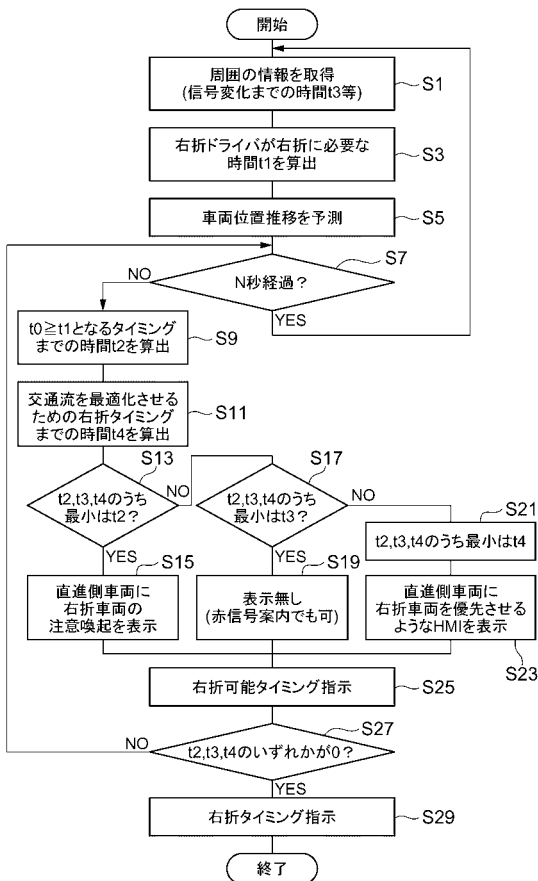 開始
周囲の情報を取得
(信号変化までの時間t3等)
S1
右折ドライバが右折に必要な
時間t1を算出
S3
車両位置推移を予測
S5
S7
NO
N秒経過?
YES
t0≧t1となるタイミング
までの時間t2を算出
S9
交通流を最適化させる
ための右折タイミング
までの時間t4を算出
S11
S13
t2,t3,t4のうち
最小はt2?
NO
YES
S17
t2,t3,t4のうち
最小はt3?
NO
YES
S21
t2,t3,t4のうち最小はt4
S15
直進側車両に
右折車両の
注意喚起を表示
S19
表示無し
(赤信号案内でも可)
直進側車両に
右折車両を優先させる
ようなHMIを表示
S23
右折可能タイミング指示
S25
S27
NO
t2,t3,t4のいずれかが0?
YES
右折タイミング指示
S29
終了